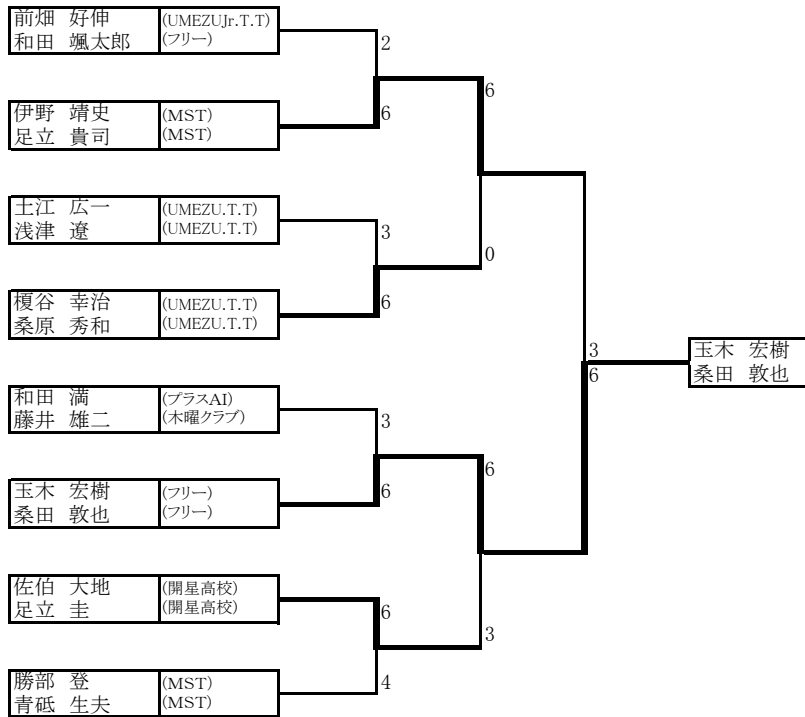 前畑 好伸 (UMEZUJr.T.T)
和田 颯太郎 (フリー)
2
6
6
伊野 靖史 (MST)
足立 貴司 (MST)
土江 広一 (UMEZU.T.T)
浅津 遼 (UMEZU.T.T)
3
0
6
榎谷 幸治 (UMEZU.T.T)
桑原 秀和 (UMEZU.T.T)
3
6
玉木 宏樹
桑田 敦也
和田 満 (プラスAI)
藤井 雄二 (木曜クラブ)
3
6
6
玉木 宏樹 (フリー)
桑田 敦也 (フリー)
佐伯 大地 (開星高校)
足立 圭 (開星高校)
6
3
4
勝部 登 (MST)
青砥 生夫 (MST)